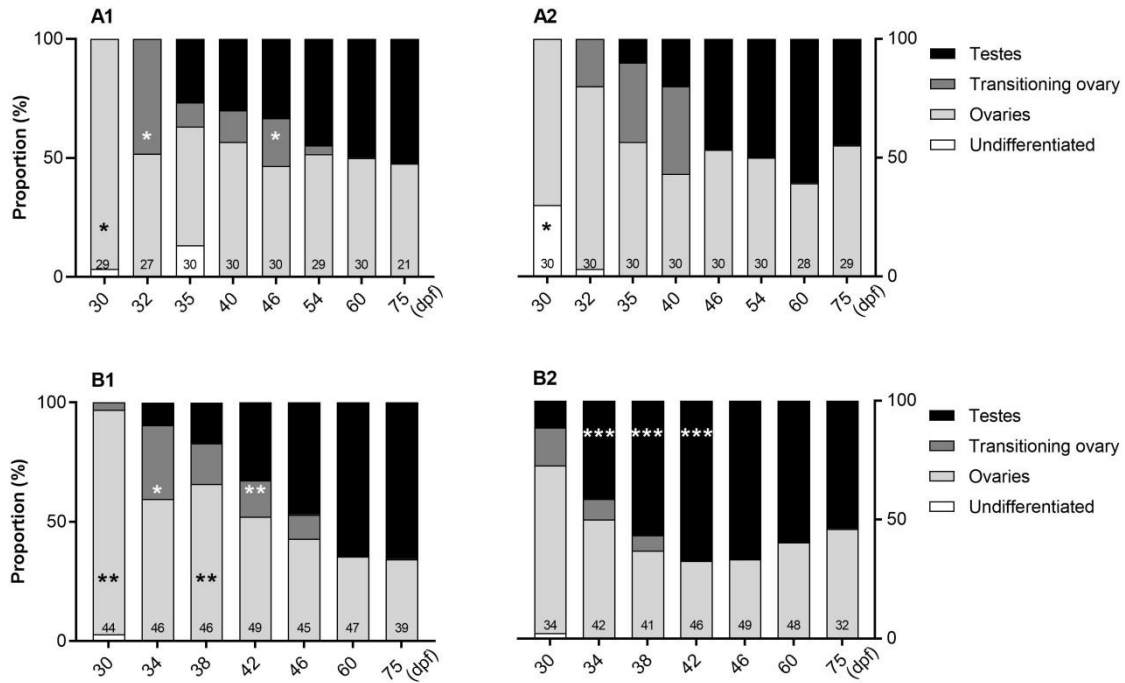 A1
A2
100
100
Testes
Transitioning ovary
*
*
Proportion (%)
50
50
Ovaries
Undifferentiated
*
*
29 27 30 30 30 29 30 21
30 30 30 30 30 30 28 29
0
0
30 32 35 40 46 54 60 75 (dpf)
30 32 35 40 46 54 60 75 (dpf)
B1
B2
100
100
Testes
*** *** ***
Transitioning ovary
* **
Proportion (%)
50
50
Ovaries
Undifferentiated
** **
44 46 46 49 45 47 39
34 42 41 46 49 48 32
0
0
30 34 38 42 46 60 75 (dpf)
30 34 38 42 46 60 75 (dpf)